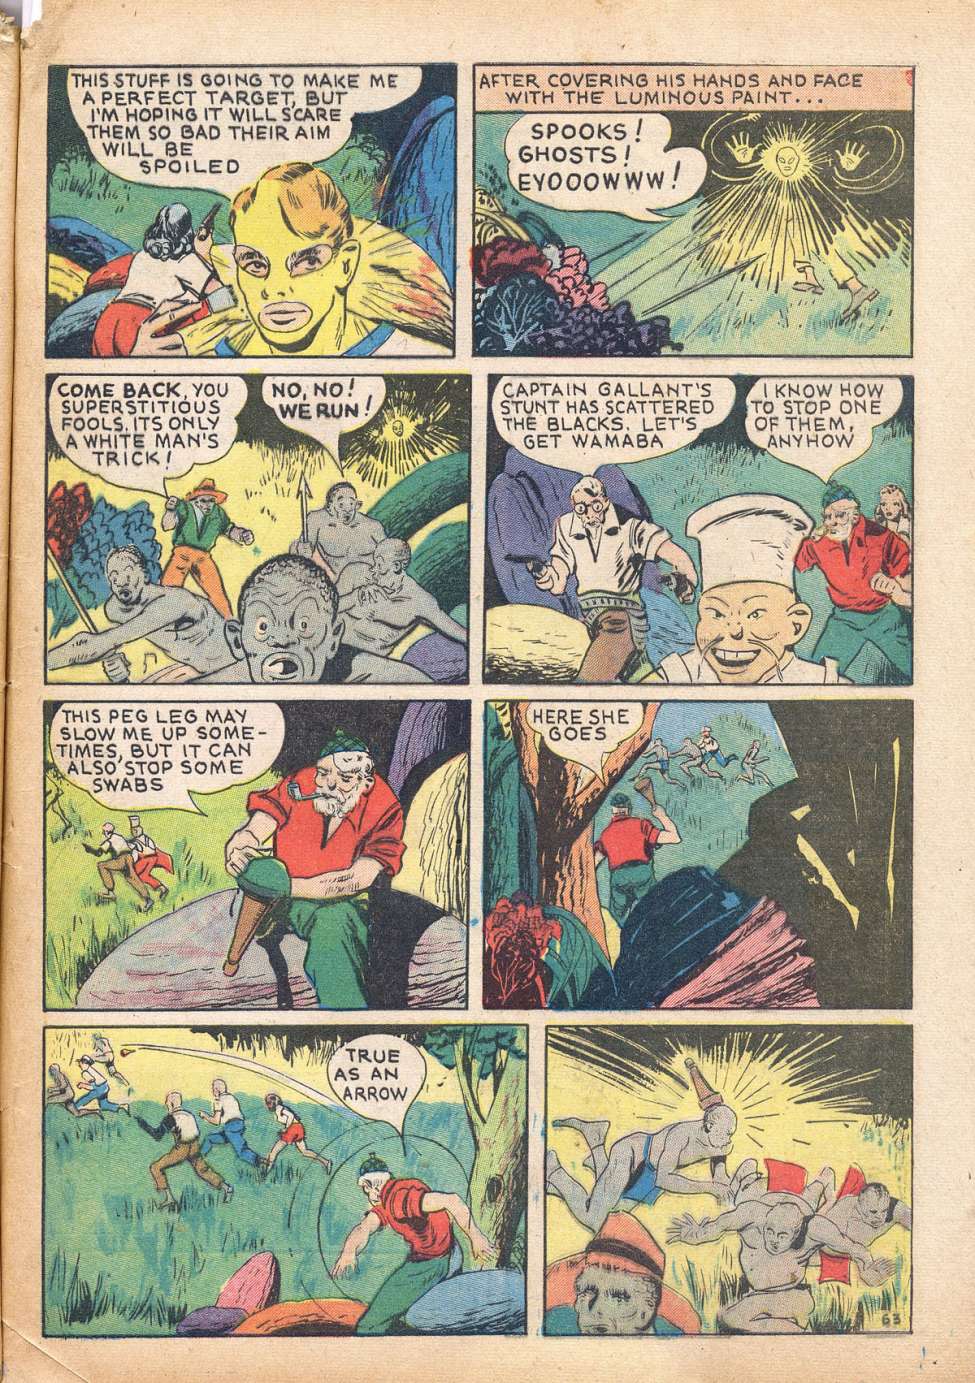 THIS STUFF IS GOING TO MAKE ME
A PERFECT TARGET, BUT
I'M HOPING IT WILL SCARE
THEM SO BAD THEIR AIM
WILL BE
SPOILED
AFTER COVERING HIS HANDS AND FACE
WITH THE LUMINOUS PAINT...
SPOOKS!
GHOSTS!
EYOOOWWW!
COME BACK, YOU
SUPERSTITIOUS
FOOLS, ITS ONLY
A WHITE MAN'S
TRICK!
NO, NO!
WE RUN!
CAPTAIN GALLANT'S
STUNT HAS SCATTERED
THE BLACKS. LET'S
GET WAMABA
I KNOW HOW
TO STOP ONE
OF THEM,
ANYHOW
THIS PEG LEG MAY
SLOW ME UP SOME-
TIMES, BUT IT CAN
ALSO STOP SOME
SWABS
HERE SHE
GOES
TRUE
AS AN
ARROW
63